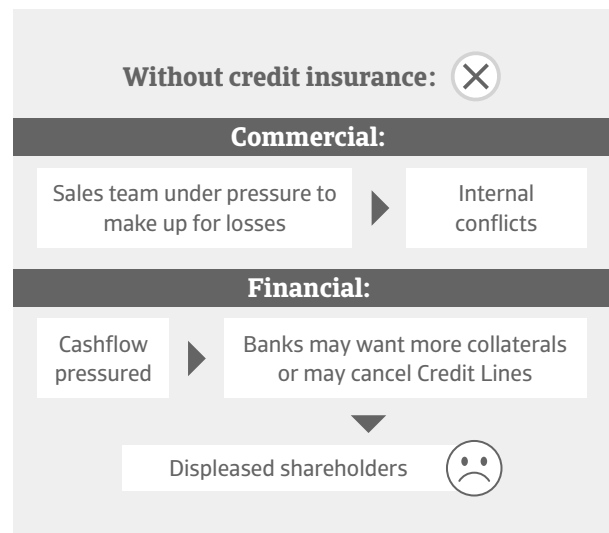 Without credit insurance:
Commercial:
Sales team under pressure to
make up for losses
Internal
conflicts
Financial:
Cashflow
pressured
Banks may want more collaterals
or may cancel Credit Lines
Displeased shareholders